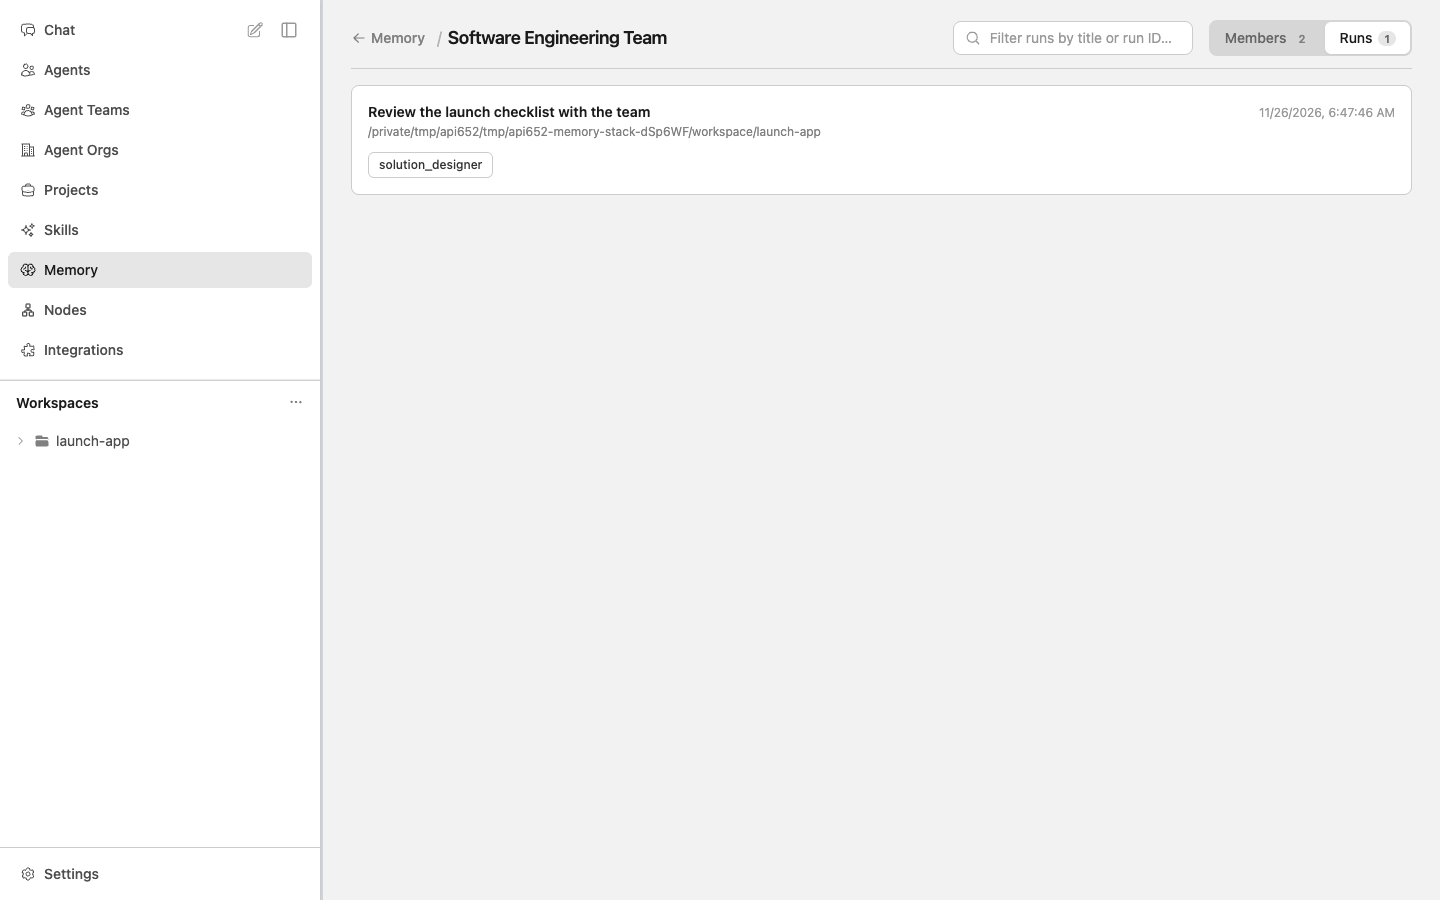 Chat
Agents
Agent Teams
Agent Orgs
Projects
Skills
Memory
Nodes
Integrations
Workspaces
launch-app
Settings
Memory / Software Engineering Team
Filter runs by title or run ID...
Members 2
Runs 1
Review the launch checklist with the team
11/26/2026, 6:47:46 AM
/private/tmp/api652/tmp/api652-memory-stack-dSp6WF/workspace/launch-app
solution_designer